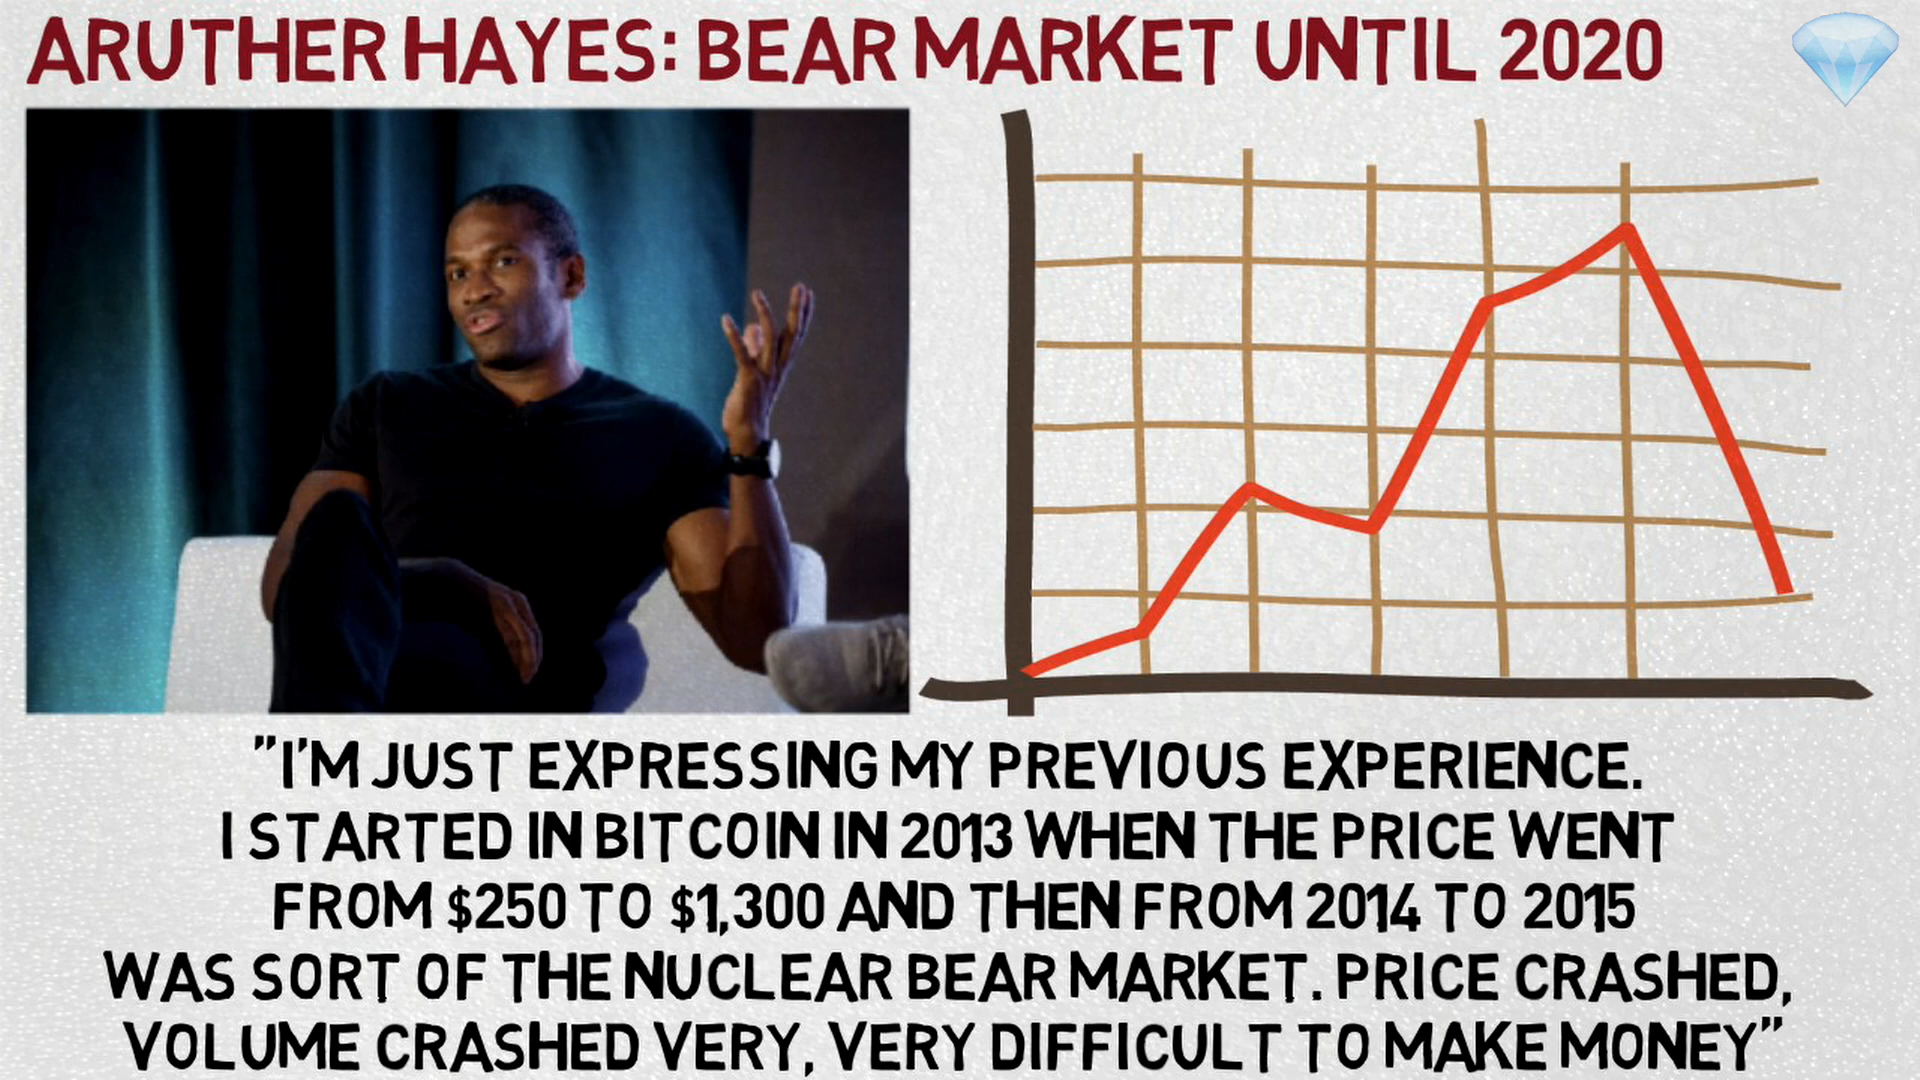 ARUTHER HAYES: BEAR MARKET UNTIL 2020
"I'M JUST EXPRESSING MY PREVIOUS EXPERIENCE.
I STARTED IN BITCOIN IN 2013 WHEN THE PRICE WENT
FROM $250 TO $1,300 AND THEN FROM 2014 TO 2015
WAS SORT OF THE NUCLEAR BEAR MARKET. PRICE CRASHED,
VOLUME CRASHED VERY, VERY DIFFICULT TO MAKE MONEY"